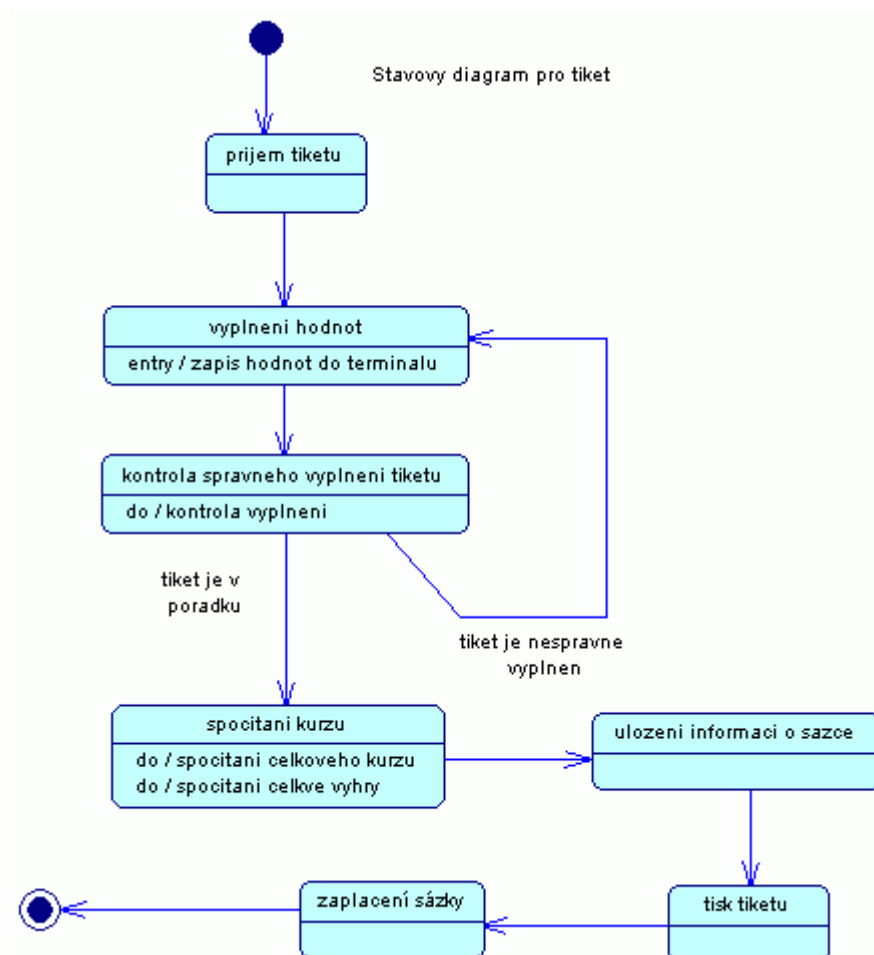 Stavovy diagram pro tiket
prijem tiketu
vyplneni hodnot
entry / zapis hodnot do terminalu
kontrola spravneho vyplneni tiketu
do / kontrola vyplneni
tiket je v
poradku
tiket je nespravne
vyplnen
spocitani kurzu
do / spocitani celkoveho kurzu
do / spocitani celkve vyhry
ulozeni informaci o sazce
zaplacení sázky
tisk tiketu